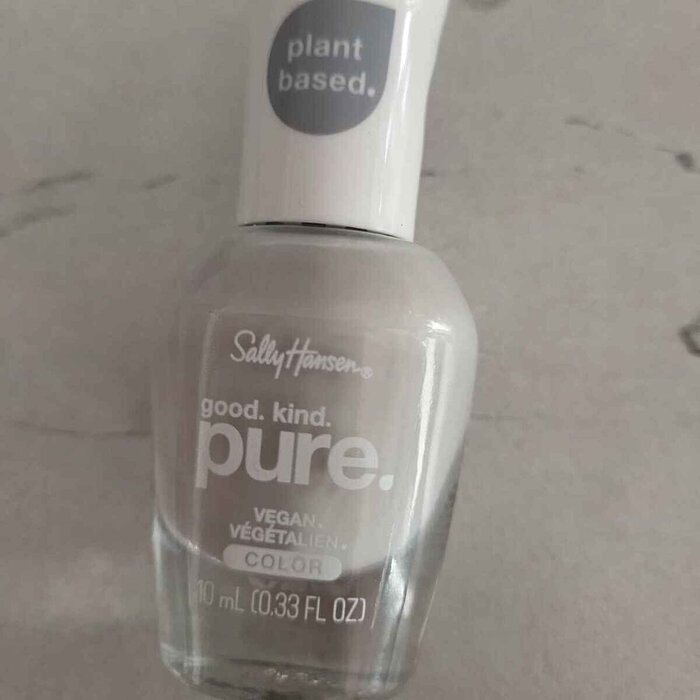 plant
based.
Sally Hansen®
good. kind.
pure.
VEGAN.
VÉGÉTALIEN.
COLOR
10 mL (0.33 FL OZ)